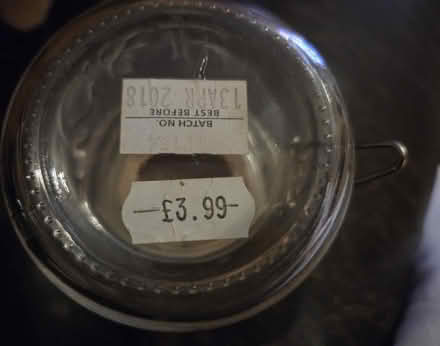 BATCH NO.
BEST BEFORE
13APR 2018
£3.99